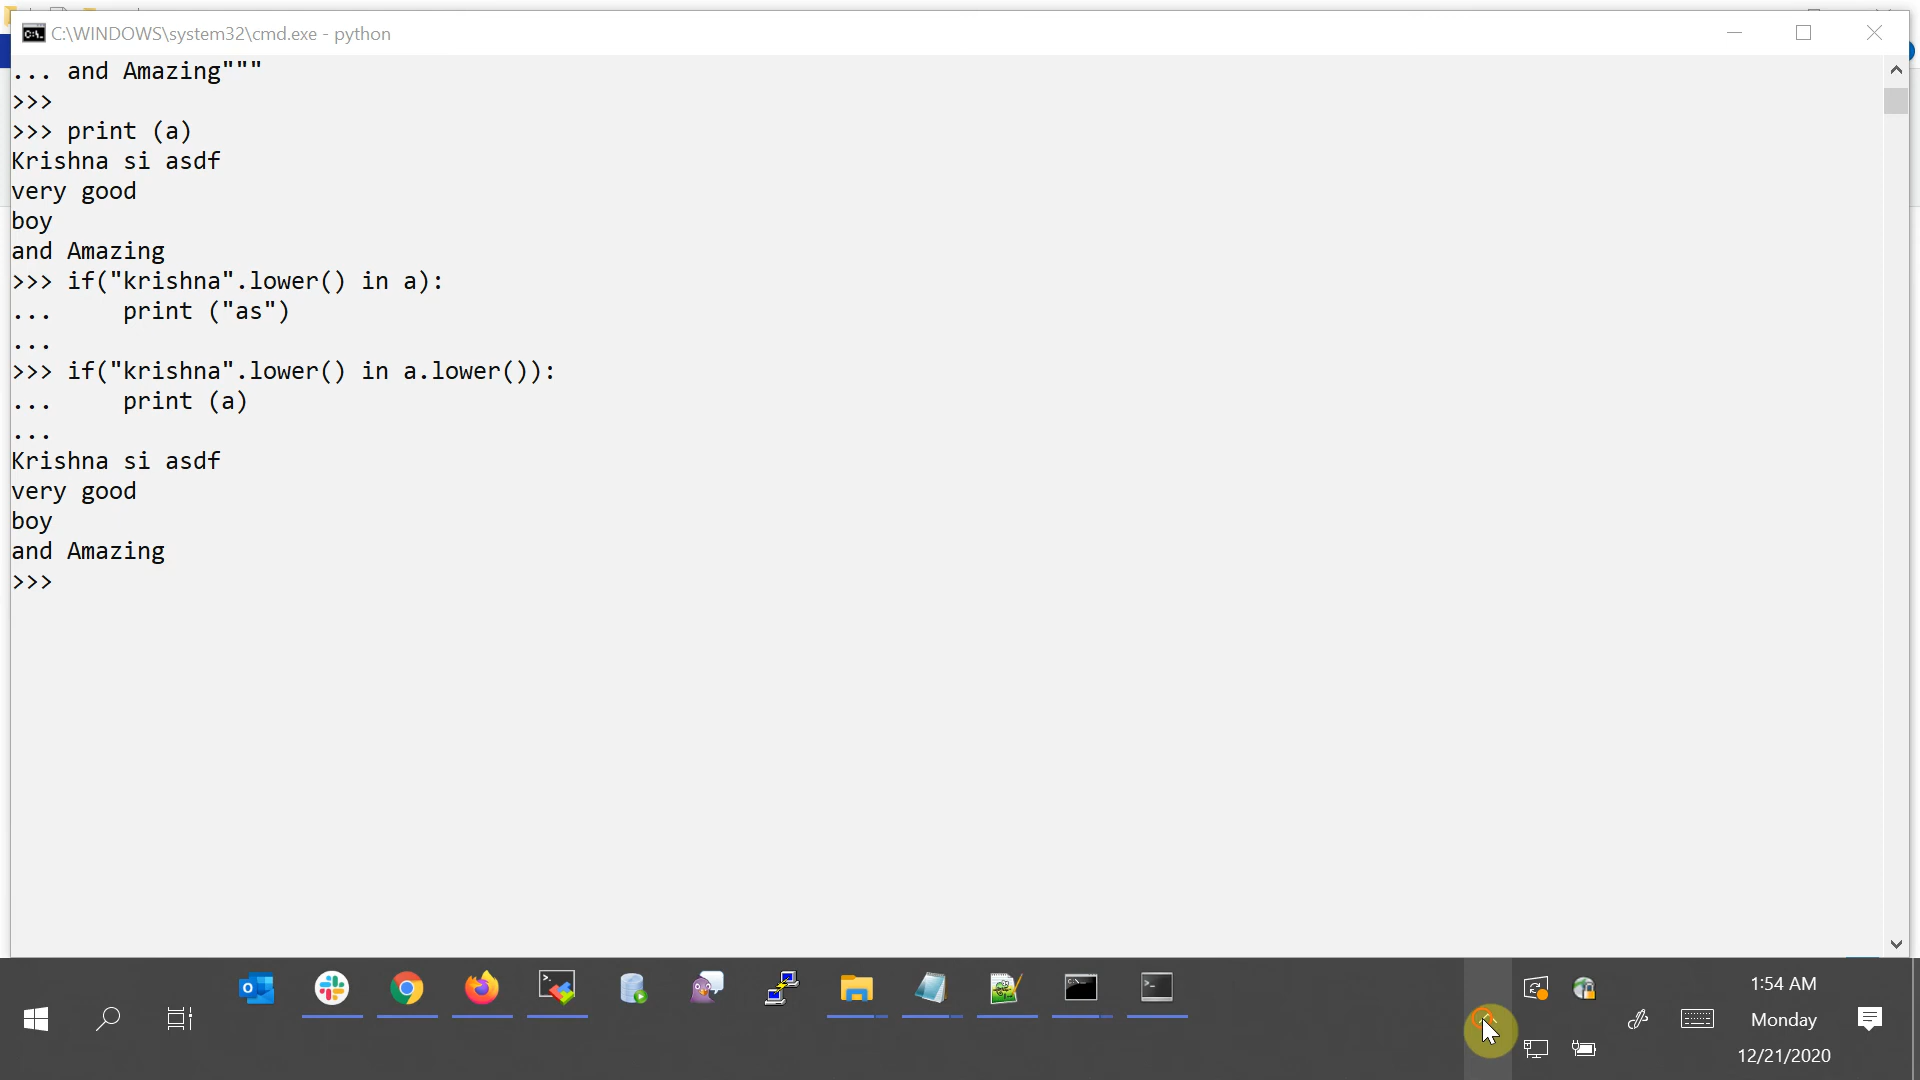 C:\WINDOWS\system32\cmd.exe - python
... and Amazing"""
>>>
>>> print (a)
Krishna si asdf
very good
boy
and Amazing
>>> if("krishna".lower() in a):
...     print ("as")
...
>>> if("krishna".lower() in a.lower()):
...     print (a)
...
Krishna si asdf
very good
boy
and Amazing
>>>
1:54 AM
Monday
12/21/2020